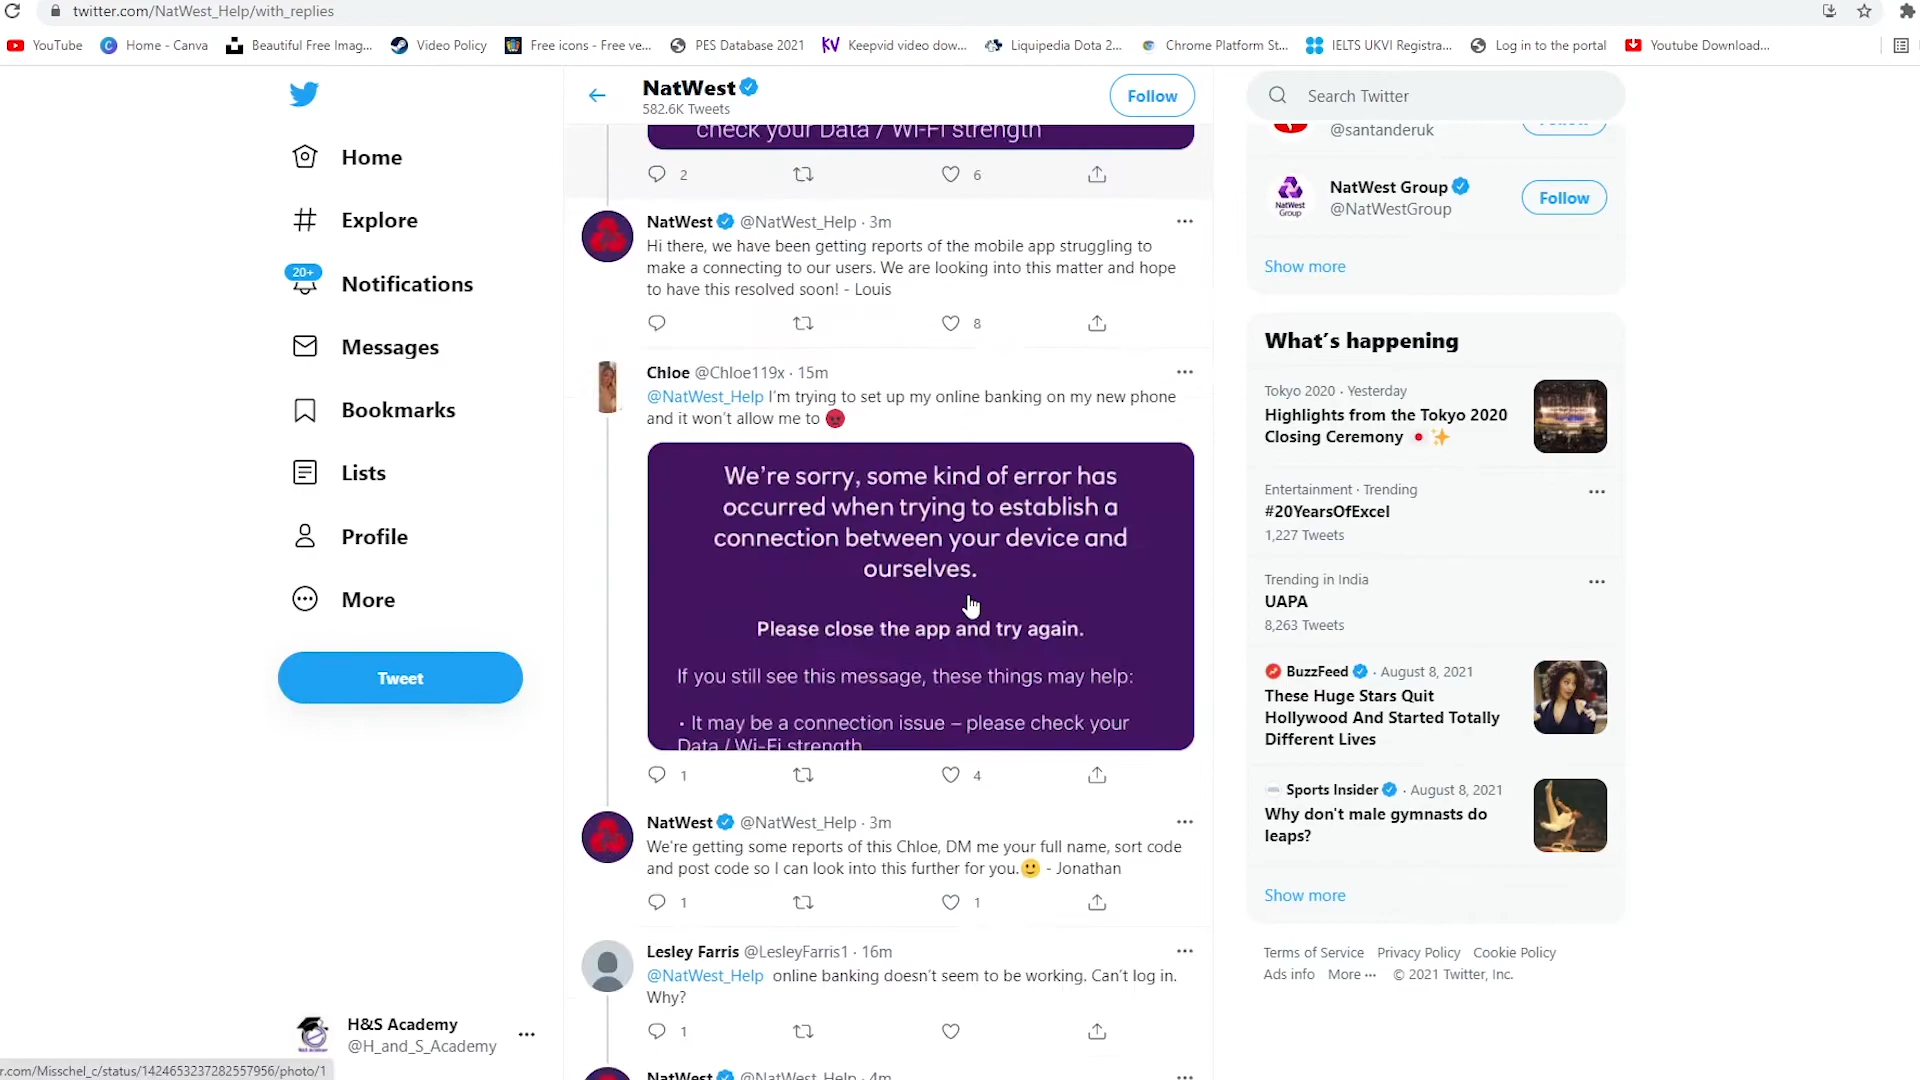 twitter.com/NatWest_Help/with_replies
YouTube
Home - Canva
Beautiful Free Imag...
Video Policy
Free icons - Free ve...
PES Database 2021
KV
Keepvid video dow...
Liquipedia Dota 2...
Chrome Platform St...
IELTS UKVI Registra...
Log in to the portal
Youtube Download...
Home
Explore
20+
Notifications
Messages
Bookmarks
Lists
Profile
More
Tweet
H&S Academy
@H_and_S_Academy
r.com/Misschel_c/status/1424653237282557956/photo/1
NatWest
582.6K Tweets
Follow
check your Data / Wi-Fi strength
2
6
NatWest @NatWest_Help · 3m
Hi there, we have been getting reports of the mobile app struggling to
make a connecting to our users. We are looking into this matter and hope
to have this resolved soon! - Louis
8
Chloe @Chloe119x · 15m
@NatWest_Help I'm trying to set up my online banking on my new phone
and it won't allow me to 😡
We're sorry, some kind of error has
occurred when trying to establish a
connection between your device and
ourselves.
Please close the app and try again.
If you still see this message, these things may help:
• It may be a connection issue – please check your
Data / Wi-Fi strength
1
4
NatWest @NatWest_Help · 3m
We're getting some reports of this Chloe, DM me your full name, sort code
and post code so I can look into this further for you.🙂 - Jonathan
1
1
Lesley Farris @LesleyFarris1 · 16m
@NatWest_Help online banking doesn't seem to be working. Can't log in.
Why?
1
NatWest @NatWest_Help · 4m
Search Twitter
@santanderuk
NatWest Group
@NatWestGroup
Follow
NatWest
Group
Show more
What's happening
Tokyo 2020 · Yesterday
Highlights from the Tokyo 2020
Closing Ceremony
Entertainment · Trending
#20YearsOfExcel
1,227 Tweets
Trending in India
UAPA
8,263 Tweets
BuzzFeed · August 8, 2021
These Huge Stars Quit
Hollywood And Started Totally
Different Lives
Sports Insider · August 8, 2021
Why don't male gymnasts do
leaps?
Show more
Terms of Service Privacy Policy Cookie Policy
Ads info More ··· © 2021 Twitter, Inc.